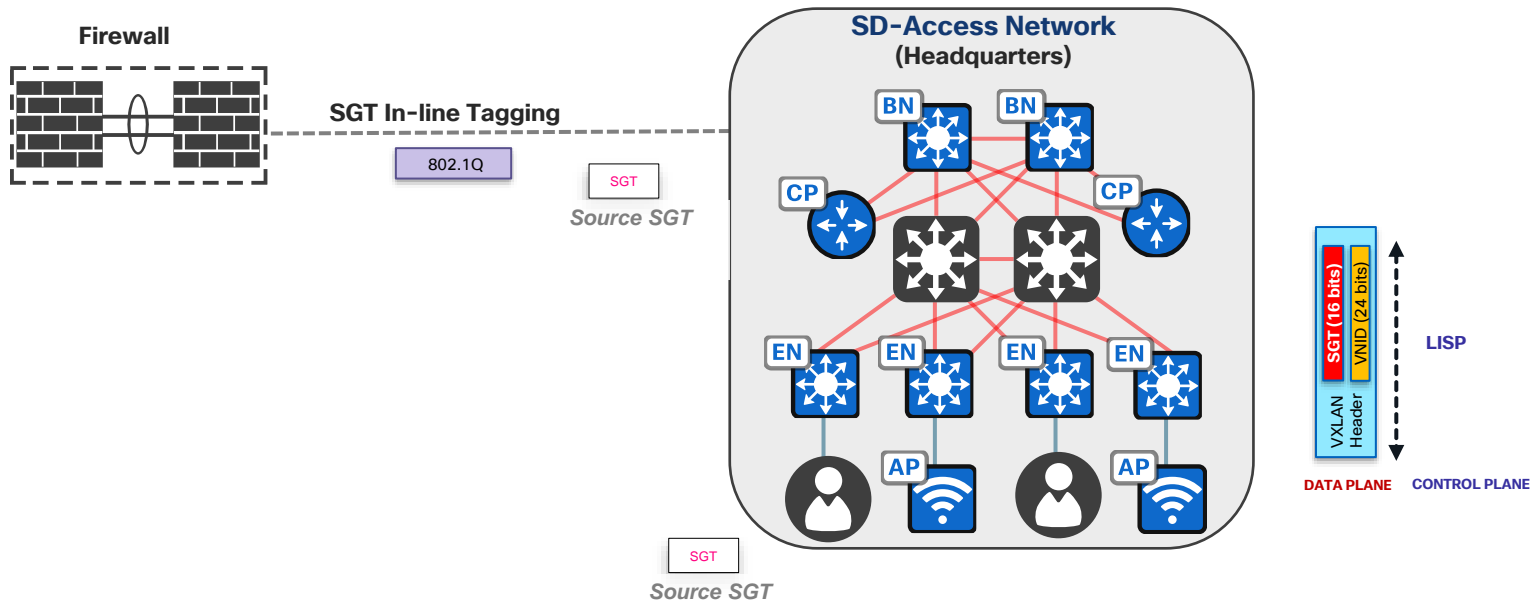 Firewall
SGT In-line Tagging
802.1Q
SGT
Source SGT
SD-Access Network
(Headquarters)
BN
BN
CP
CP
EN
EN
EN
EN
AP
AP
SGT (16 bits)
VNID (24 bits)
VXLAN
Header
LISP
DATA PLANE
CONTROL PLANE
SGT
Source SGT